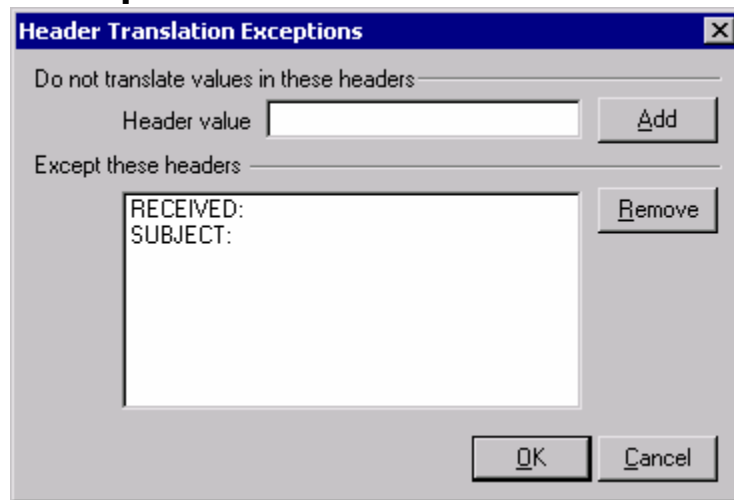 Header Translation Exceptions
Do not translate values in these headers
Header value
Add
Except these headers
RECEIVED:
SUBJECT:
Remove
OK
Cancel